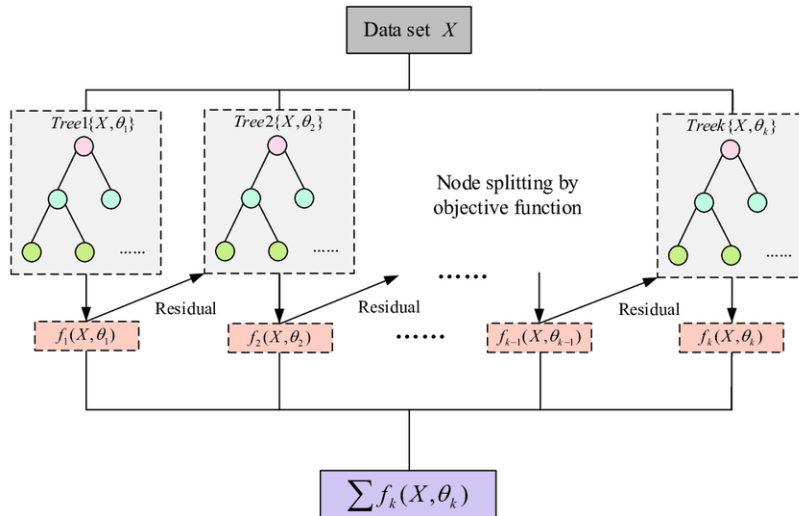 Data set X
Tree1{X,θ₁}
Tree2{X,θ₂}
Treek{X,θₖ}
Node splitting by
objective function
......
......
......
......
Residual
Residual
Residual
f₁(X,θ₁)
f₂(X,θ₂)
......
fₖ₋₁(X,θₖ₋₁)
fₖ(X,θₖ)
∑fₖ(X,θₖ)